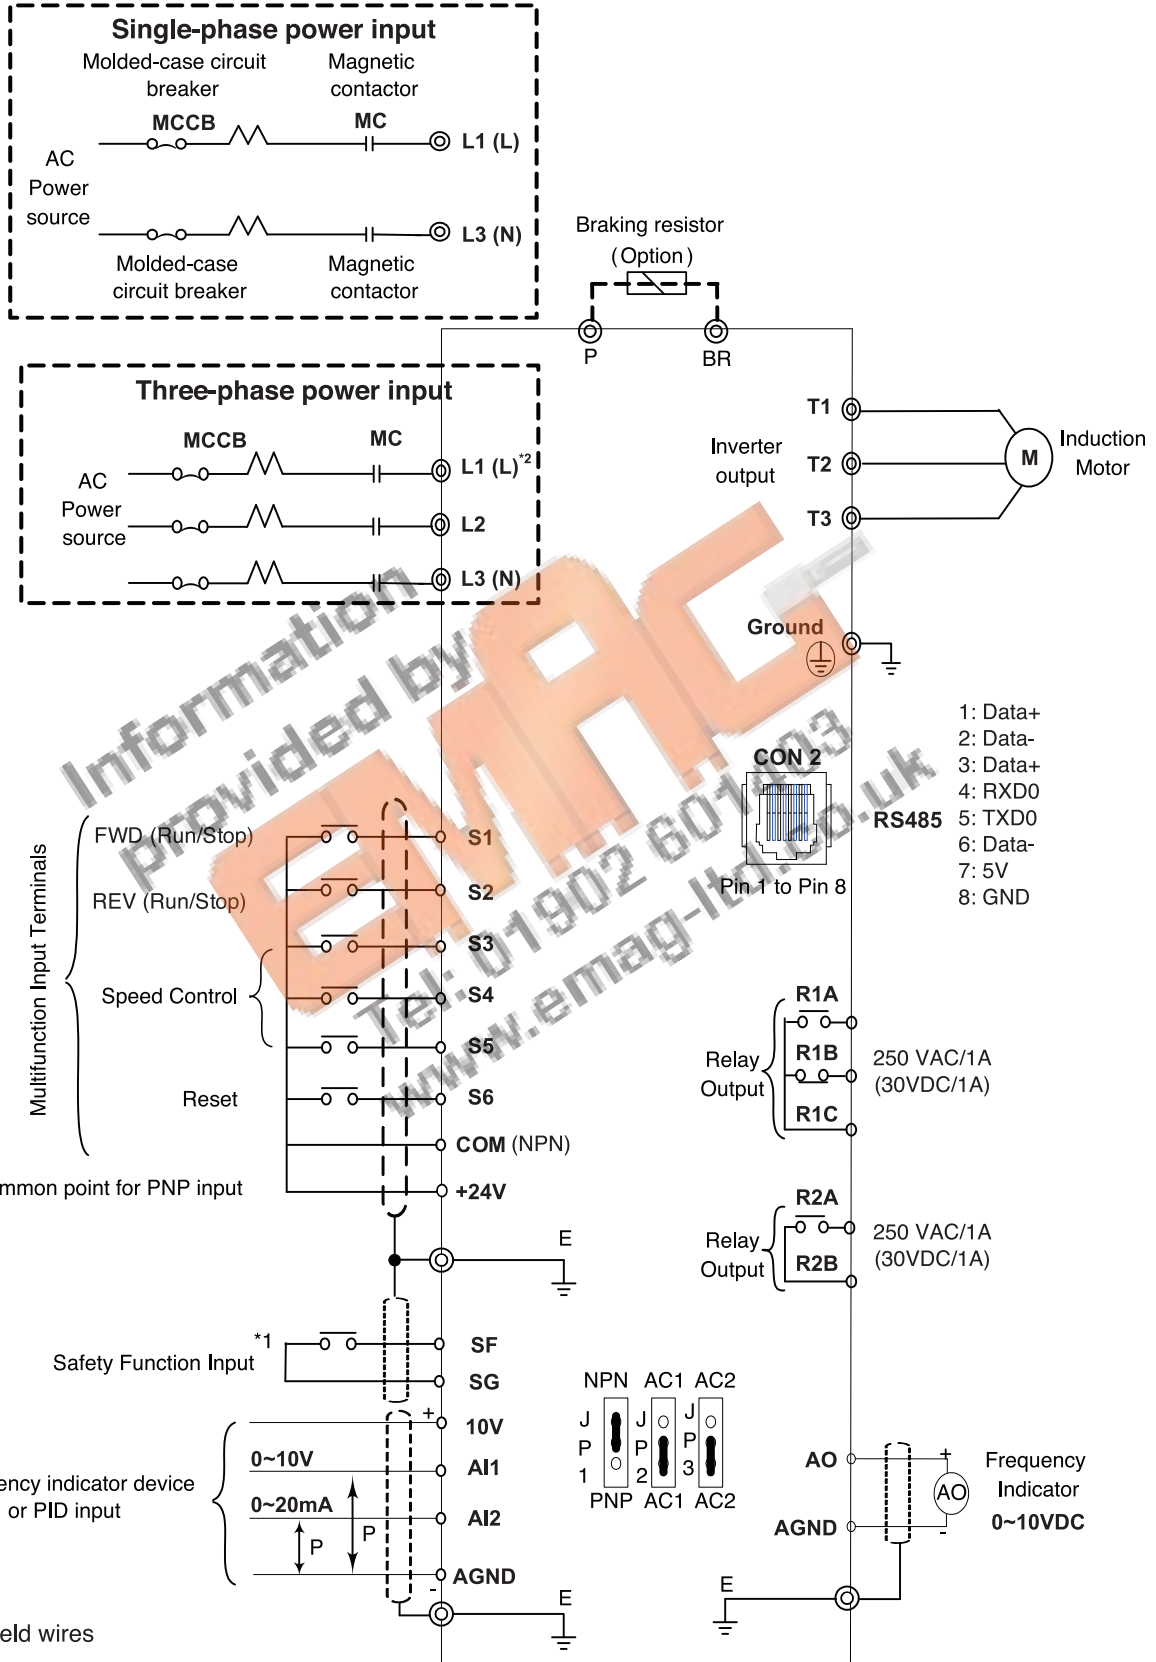 Single-phase power input
Molded-case circuit
breaker
Magnetic
contactor
MCCB
MC
L1 (L)
AC
Power
source
L3 (N)
Molded-case
circuit breaker
Magnetic
contactor
Braking resistor
(Option)
P
BR
Three-phase power input
MCCB
MC
L1 (L)*2
AC
Power
source
L2
L3 (N)
T1
Inverter
output
T2
T3
M
Induction
Motor
Ground
Information
provided by
EMAG
Tel: 01902 601403
www.emag-ltd.co.uk
CON 2
RS485
Pin 1 to Pin 8
1: Data+
2: Data-
3: Data+
4: RXD0
5: TXD0
6: Data-
7: 5V
8: GND
Multifunction Input Terminals
FWD (Run/Stop)
S1
REV (Run/Stop)
S2
S3
Speed Control
S4
S5
Reset
S6
COM (NPN)
mmon point for PNP input
+24V
E
R1A
Relay
Output
R1B
R1C
250 VAC/1A
(30VDC/1A)
R2A
Relay
Output
R2B
250 VAC/1A
(30VDC/1A)
*1
Safety Function Input
SF
SG
+
10V
0~10V
AI1
ency indicator device
or PID input
0~20mA
AI2
P
P
AGND
-
E
NPN AC1 AC2
J P 1
J P 2
J P 3
PNP AC1 AC2
AO
+
AO
AGND
-
Frequency
Indicator
0~10VDC
E
eld wires